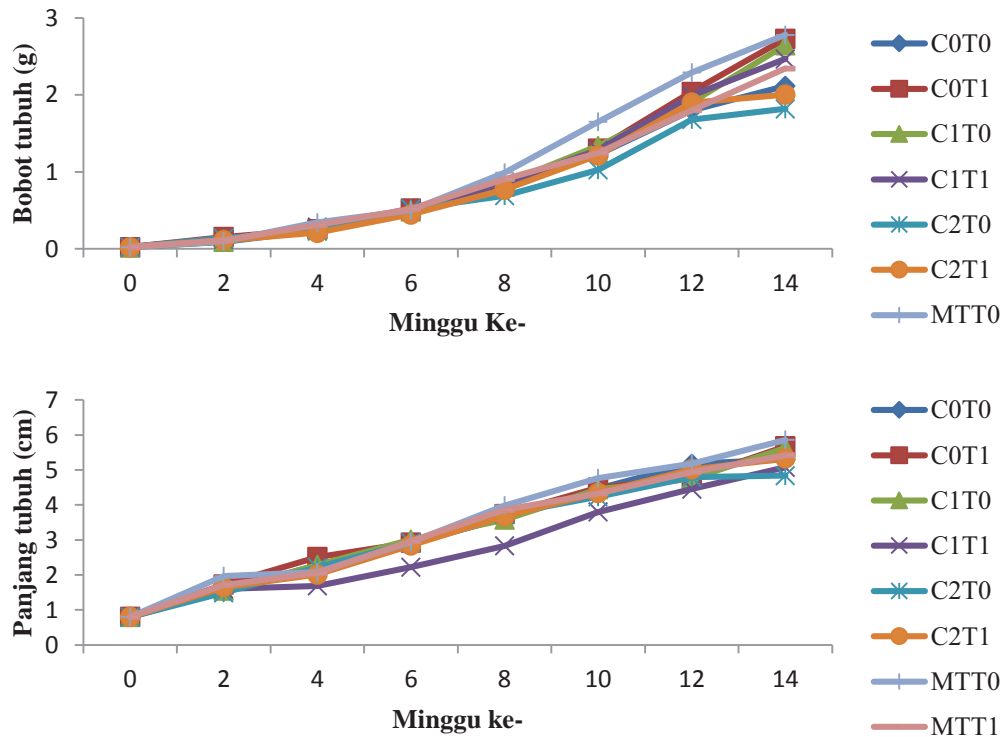 Bobot tubuh (g)
3
2
1
0
0 2 4 6 8 10 12 14
Minggu Ke-
C0T0
C0T1
C1T0
C1T1
C2T0
C2T1
MTT0
Panjang tubuh (cm)
7
6
5
4
3
2
1
0
0 2 4 6 8 10 12 14
Minggu ke-
C0T0
C0T1
C1T0
C1T1
C2T0
C2T1
MTT0
MTT1